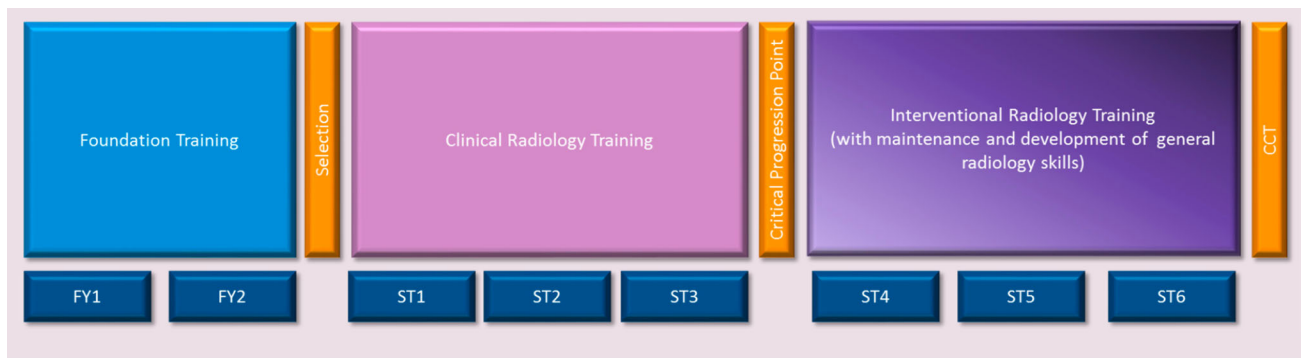 Foundation Training
Selection
Clinical Radiology Training
Critical Progression Point
Interventional Radiology Training
(with maintenance and development of general
radiology skills)
CCT
FY1
FY2
ST1
ST2
ST3
ST4
ST5
ST6